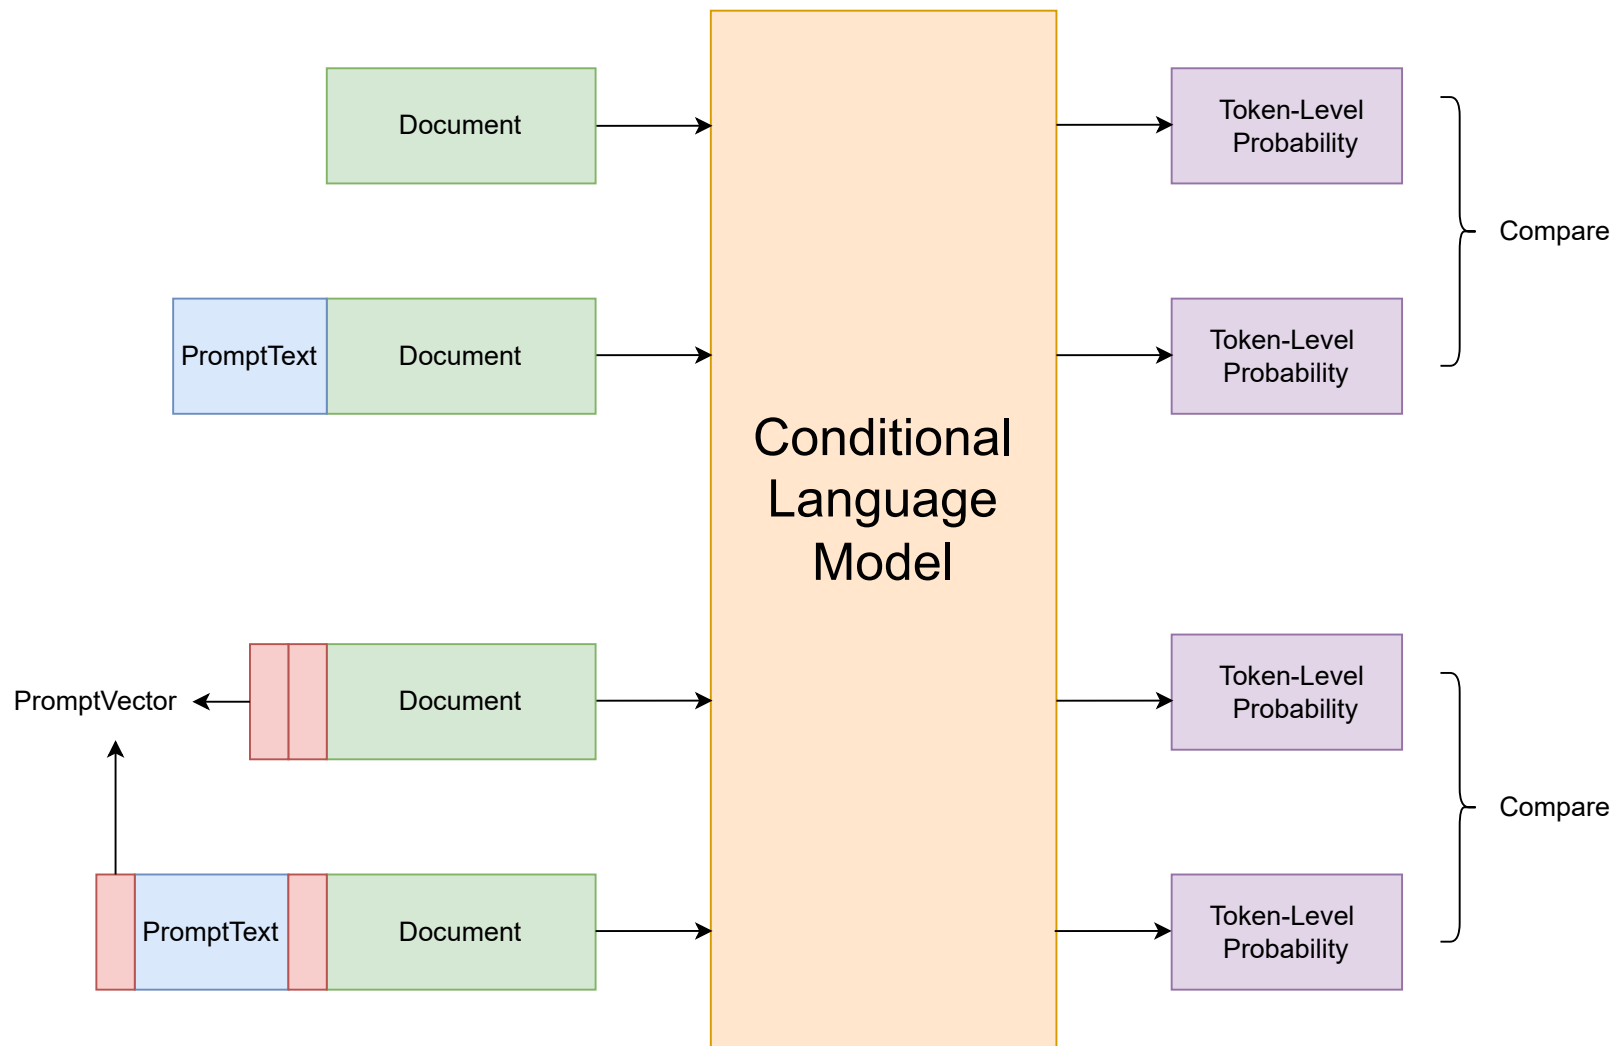 Document
Token-Level
Probability
Compare
PromptText
Document
Token-Level
Probability
Conditional
Language
Model
PromptVector
Document
Token-Level
Probability
Compare
PromptText
Document
Token-Level
Probability